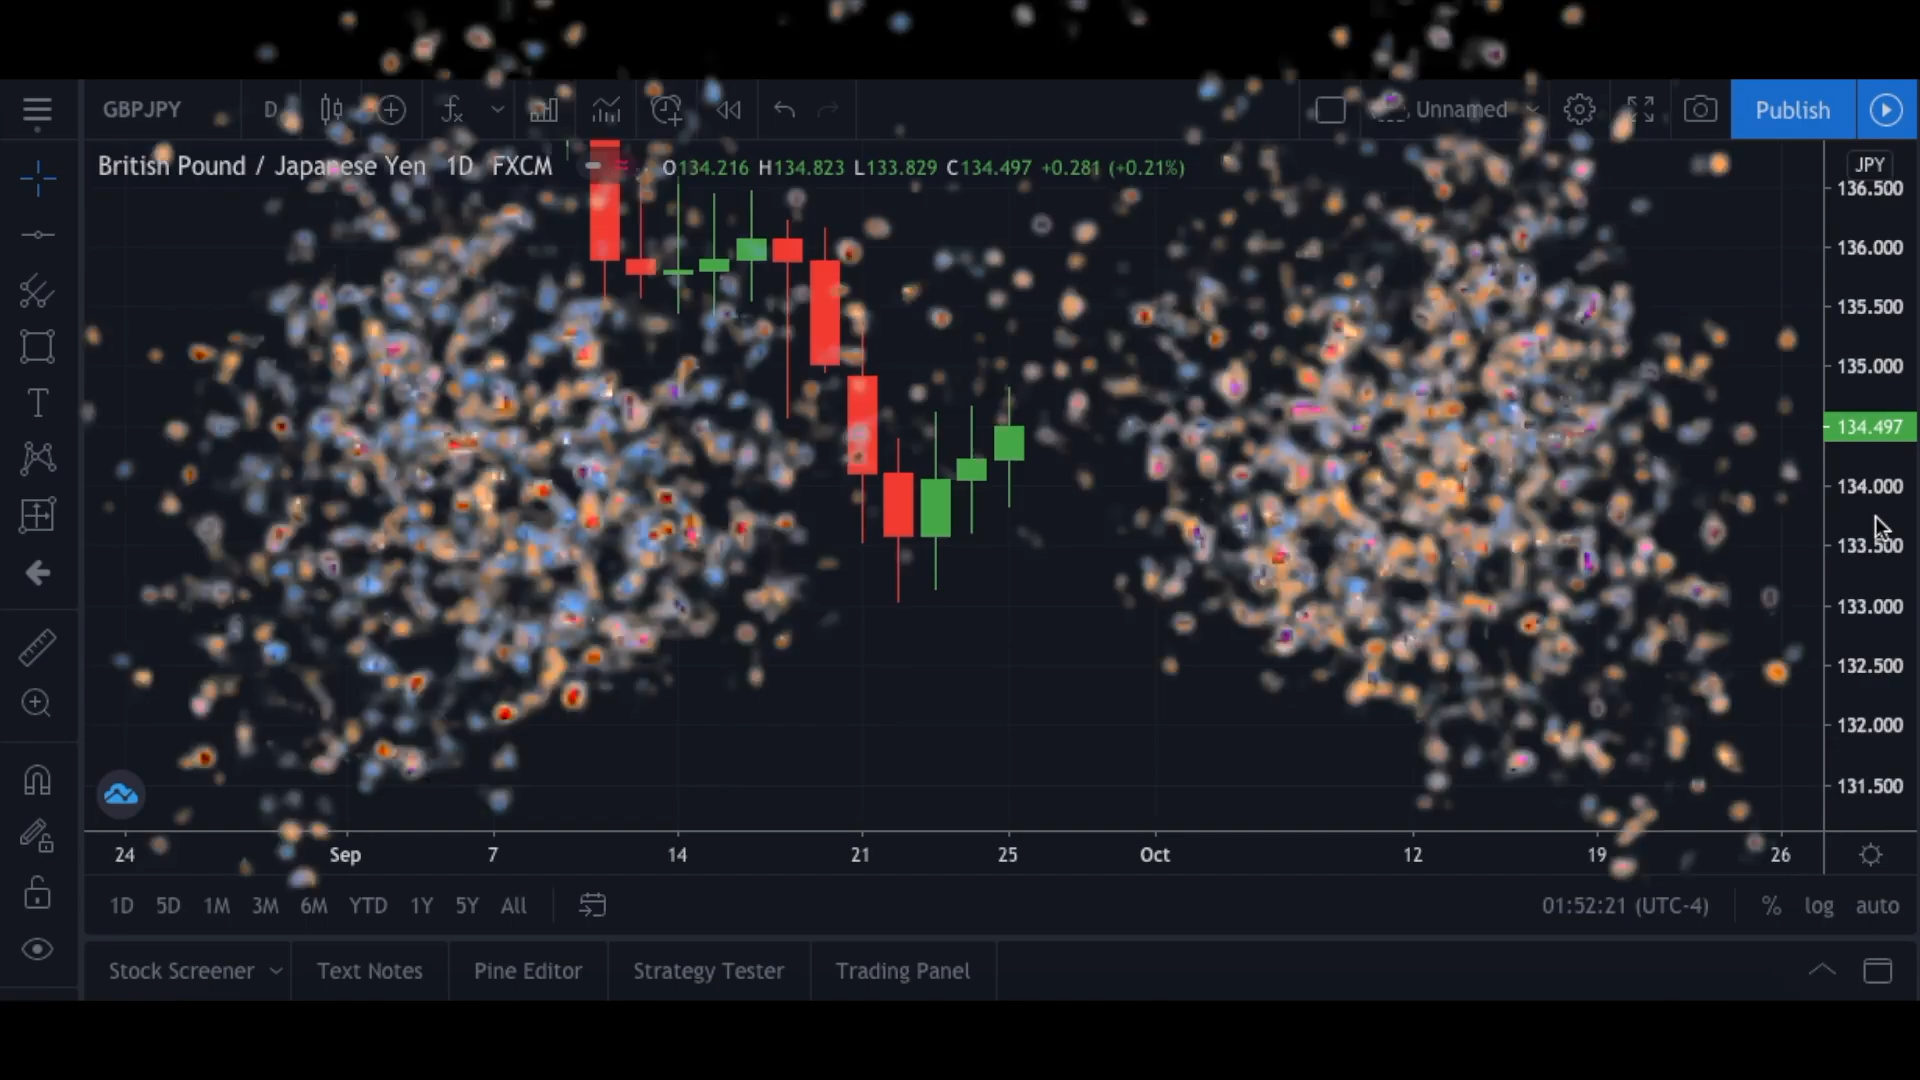 GBPJPY D Unnamed Publish
British Pound / Japanese Yen 1D FXCM O134.216 H134.823 L133.829 C134.497 +0.281 (+0.21%)
JPY
136.500
136.000
135.500
135.000
134.497
134.000
133.500
133.000
132.500
132.000
131.500
24 Sep 7 14 21 25 Oct 12 19 26
1D 5D 1M 3M 6M YTD 1Y 5Y All 01:52:21 (UTC-4) % log auto
Stock Screener Text Notes Pine Editor Strategy Tester Trading Panel